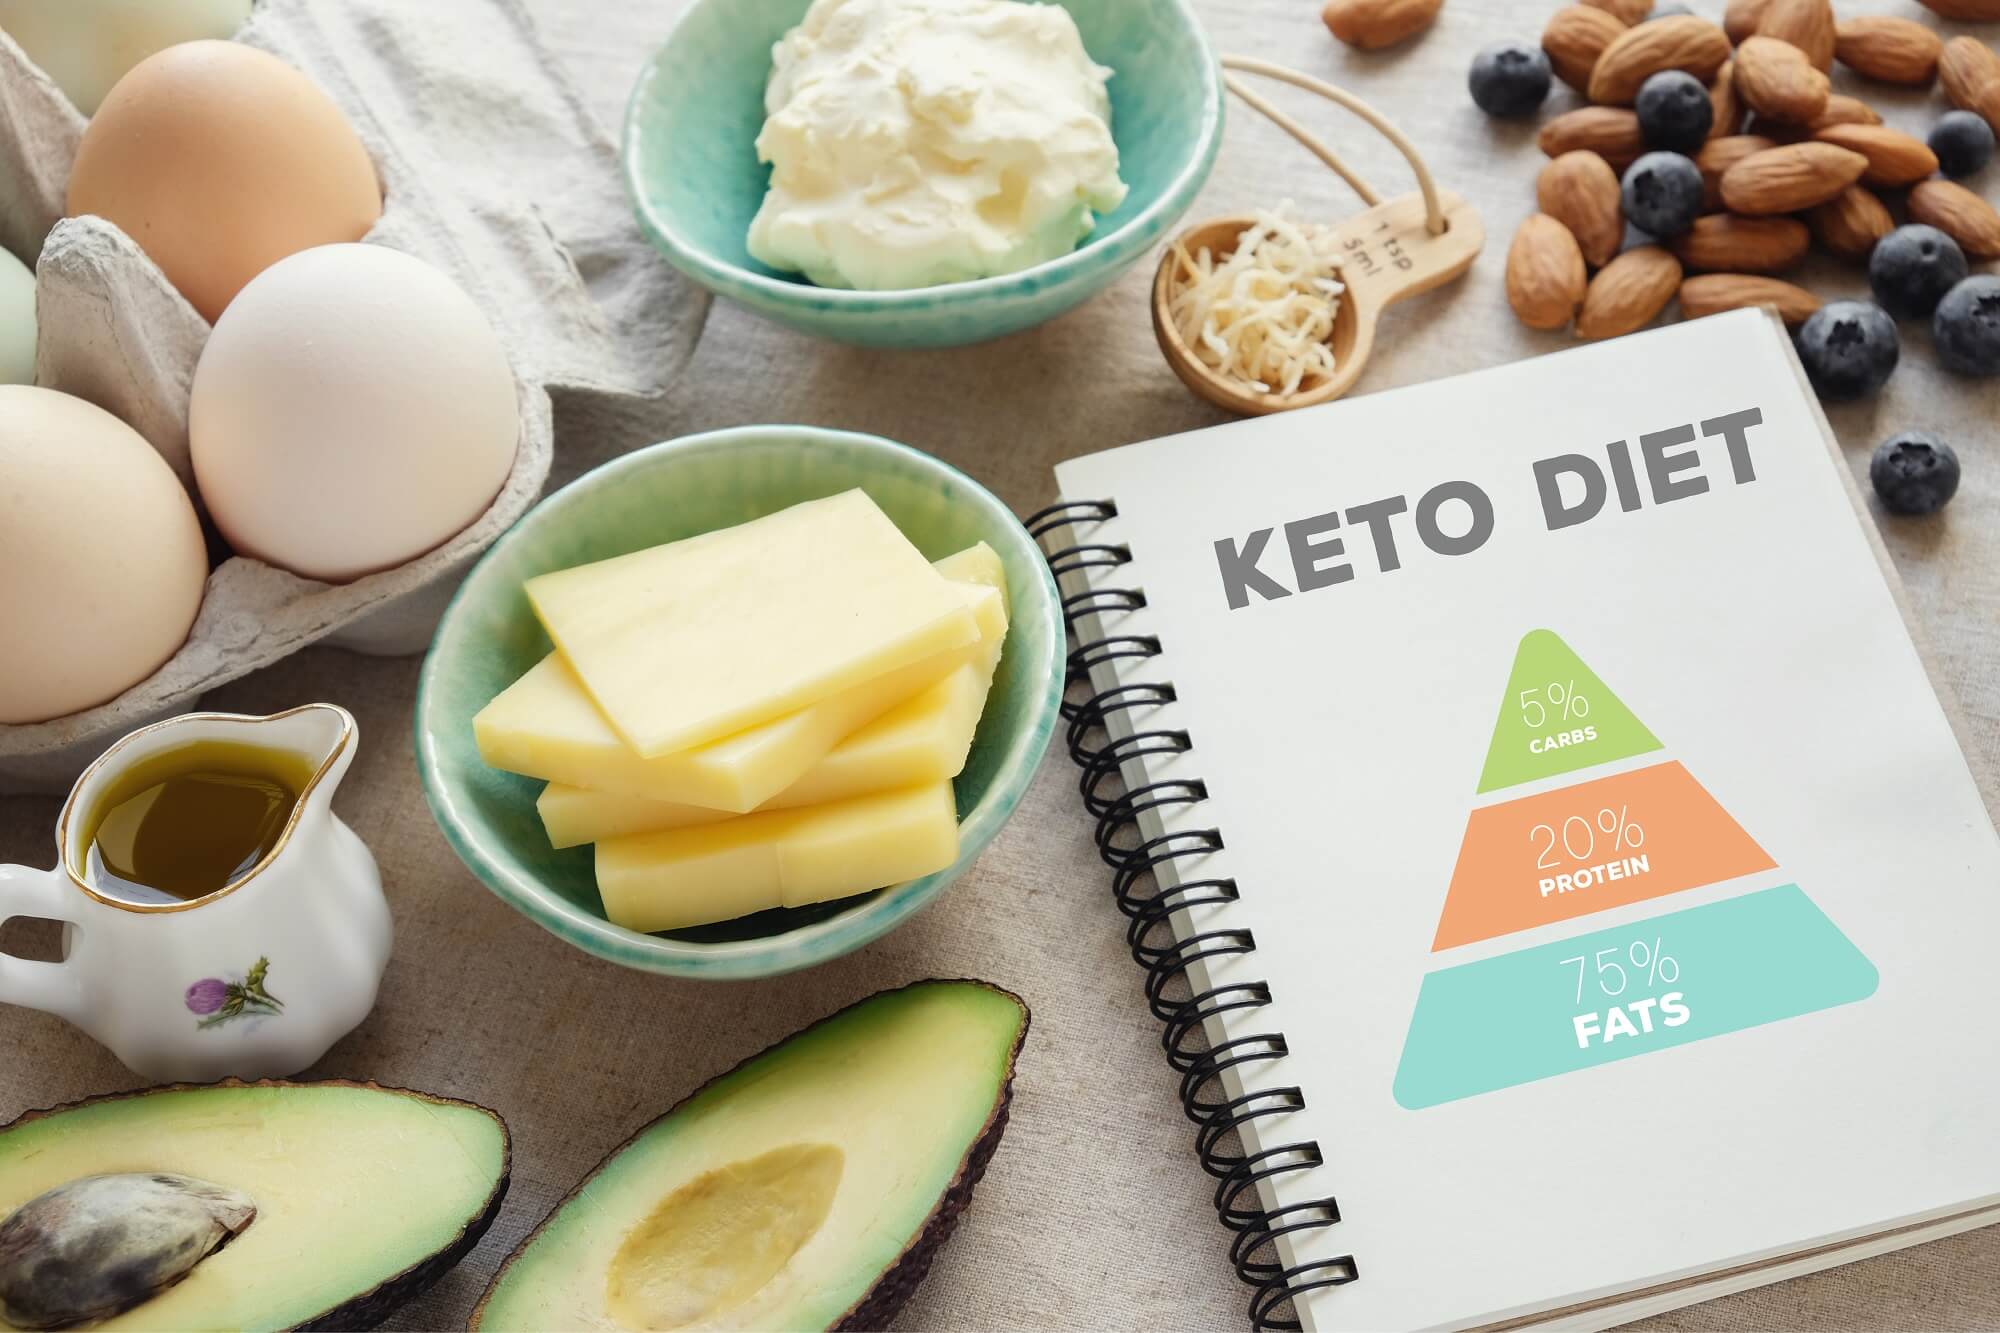 1 tsp
5ml
KETO DIET
5%
CARBS
20%
PROTEIN
75%
FATS